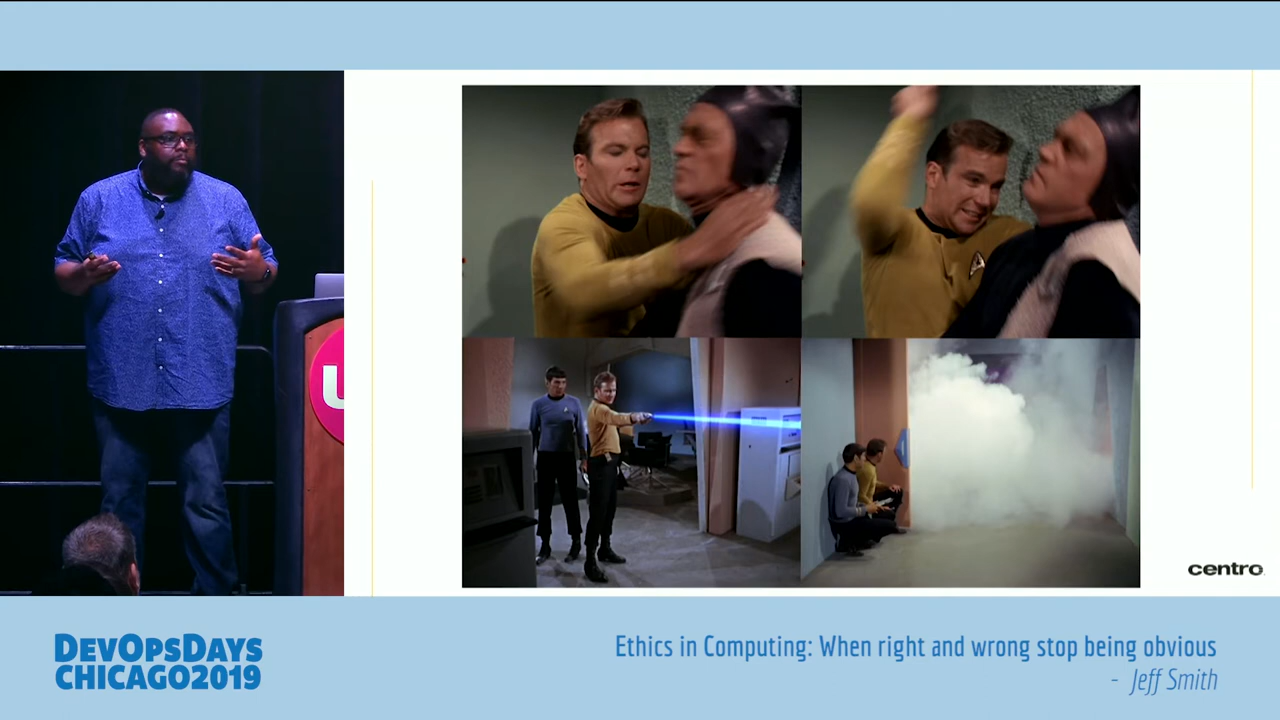 centro
DEVOPSDAYS
CHICAGO2019
Ethics in Computing: When right and wrong stop being obvious
- Jeff Smith